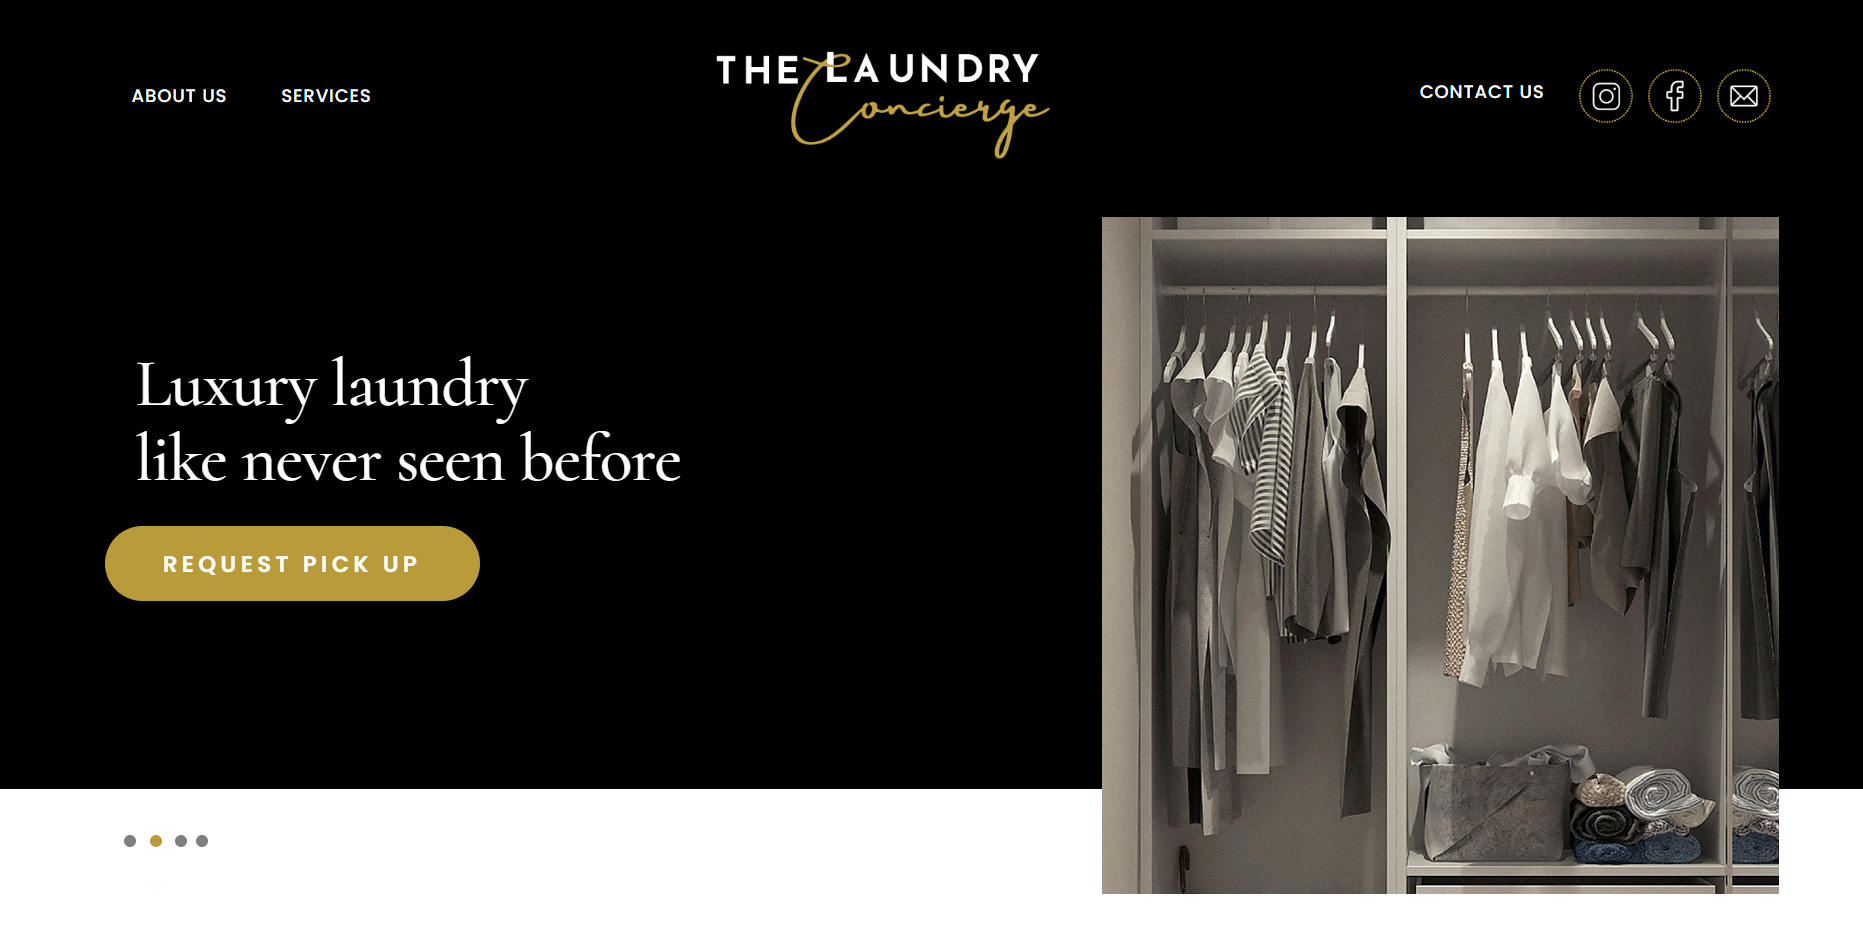 ABOUT US
SERVICES
THE LAUNDRY
Concierge
CONTACT US
Luxury laundry
like never seen before
REQUEST PICK UP